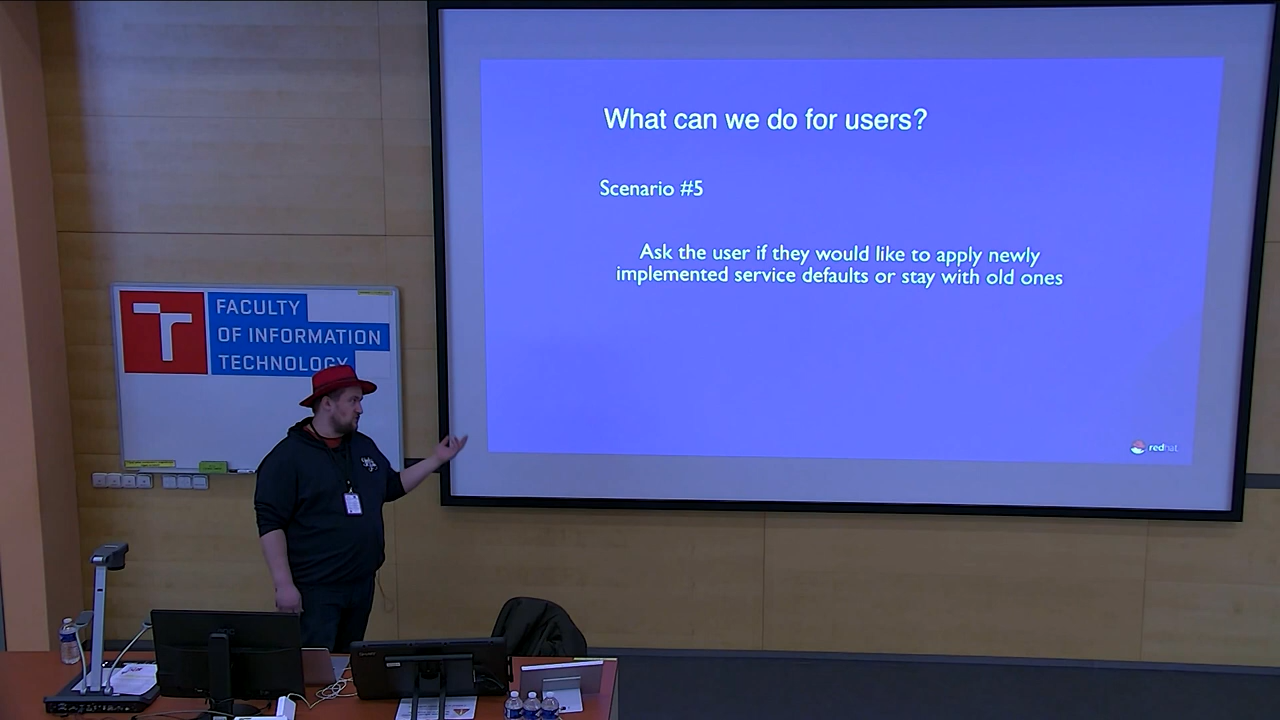 What can we do for users?
Scenario #5
Ask the user if they would like to apply newly
implemented service defaults or stay with old ones
redhat
FACULTY
OF INFORMATION
TECHNOLOGY